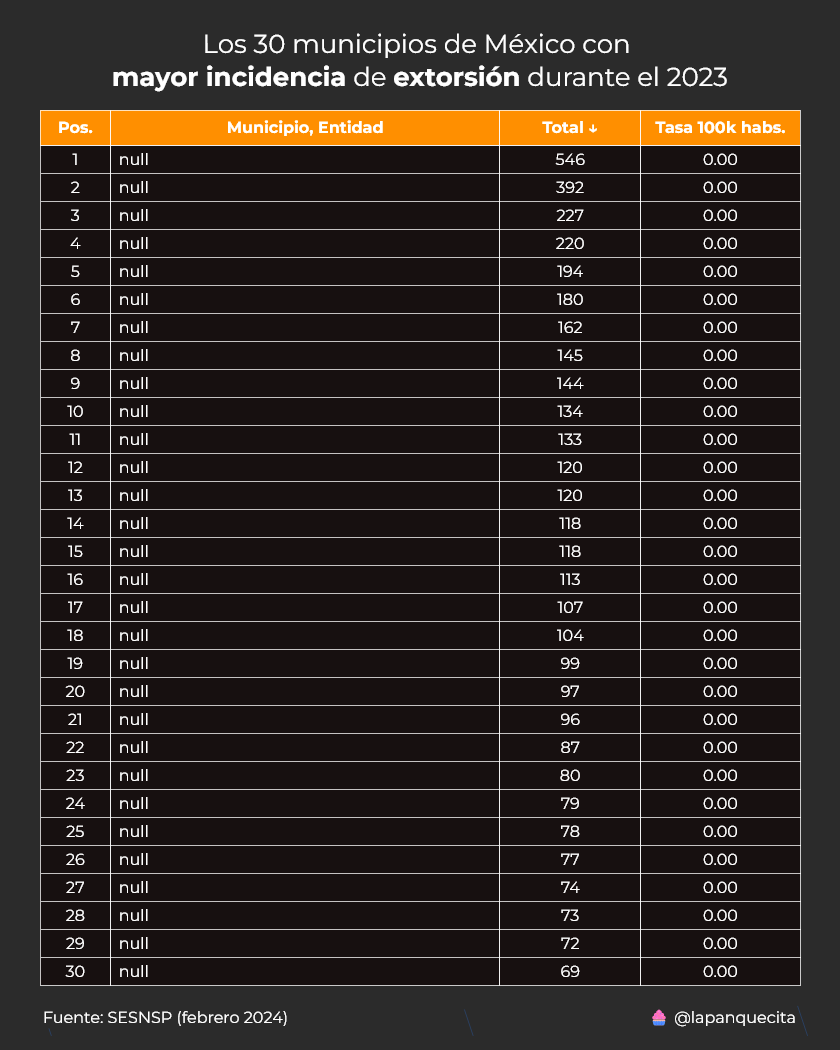 Los 30 municipios de México con
mayor incidencia de extorsión durante el 2023
Pos. Municipio, Entidad Total ↓ Tasa 100k habs.
1 null 546 0.00
2 null 392 0.00
3 null 227 0.00
4 null 220 0.00
5 null 194 0.00
6 null 180 0.00
7 null 162 0.00
8 null 145 0.00
9 null 144 0.00
10 null 134 0.00
11 null 133 0.00
12 null 120 0.00
13 null 120 0.00
14 null 118 0.00
15 null 118 0.00
16 null 113 0.00
17 null 107 0.00
18 null 104 0.00
19 null 99 0.00
20 null 97 0.00
21 null 96 0.00
22 null 87 0.00
23 null 80 0.00
24 null 79 0.00
25 null 78 0.00
26 null 77 0.00
27 null 74 0.00
28 null 73 0.00
29 null 72 0.00
30 null 69 0.00
Fuente: SESNSP (febrero 2024) 🧁 @lapanquecita